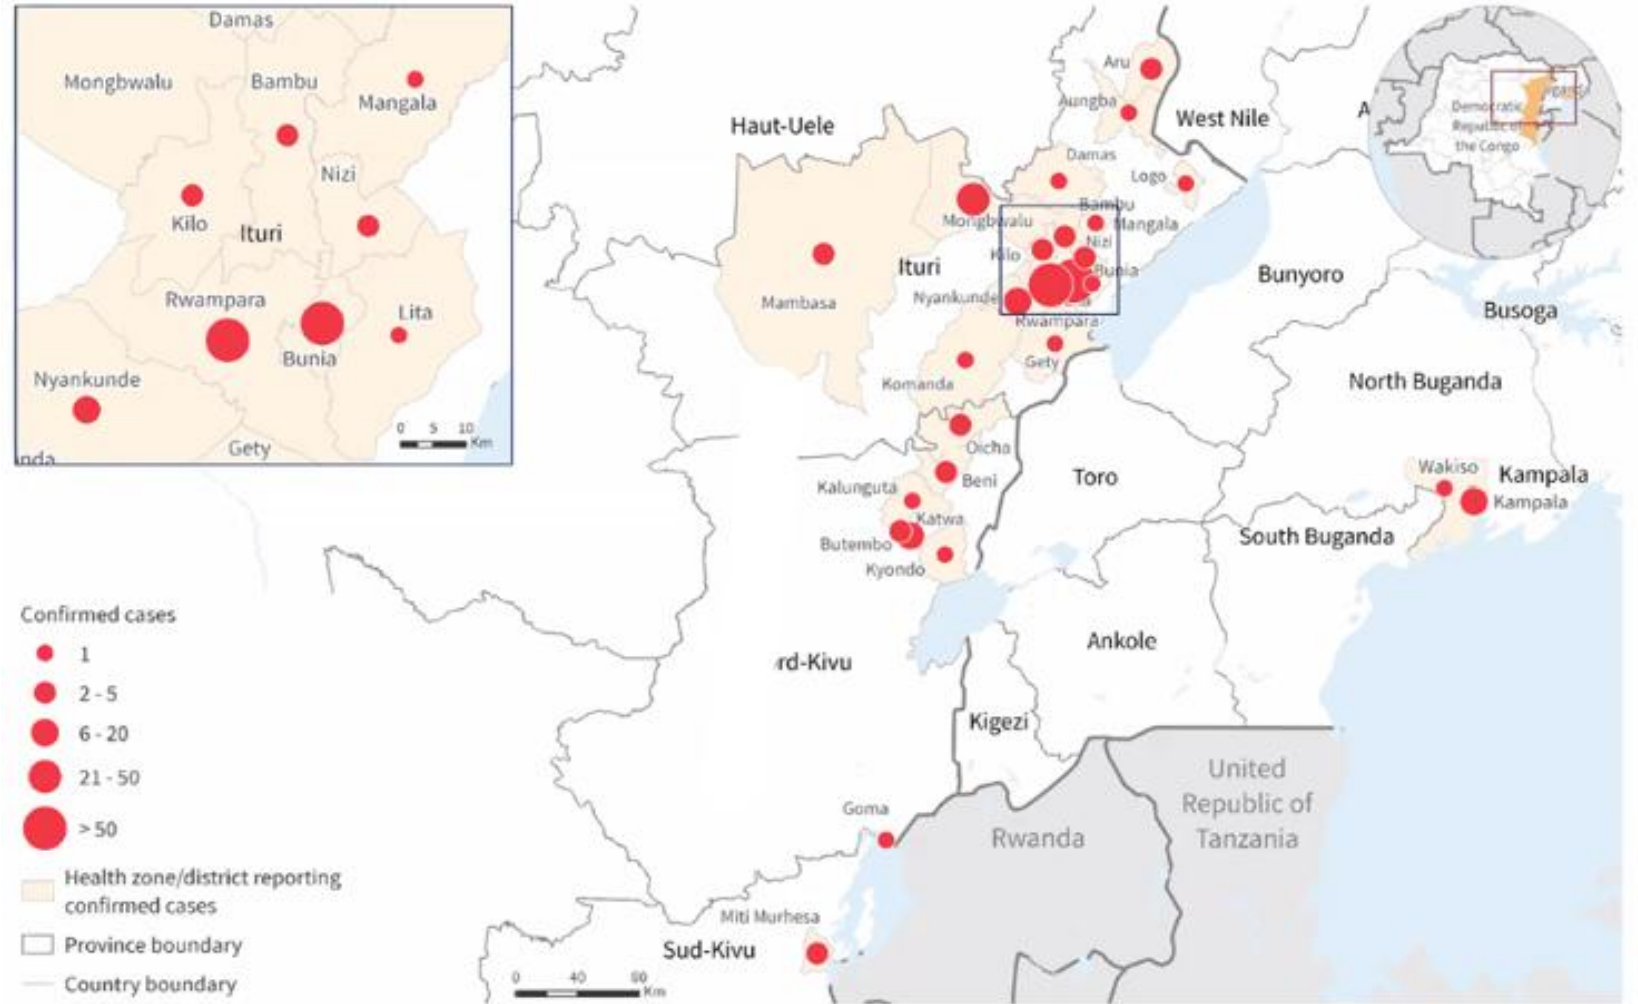 Damas
Mongbwalu
Bambu
Mangala
Nizi
Kilo
Ituri
Rwampara
Lita
Bunia
Nyankunde
Gety
nda
0 5 10
Km
Aru
Aungba
West Nile
A
Haut-Uele
Damas
Logo
Bambu
Mongbwalu
Mangala
Nizi
Kilo
Ituri
Bunia
Nyankunde
Mambasa
Rwampara
Gety
Komanda
Oicha
Beni
Kalunguta
Katwa
Butembo
Kyondo
Democratic
Republic of
the Congo
Bunyoro
Busoga
North Buganda
Toro
Wakiso
Kampala
Kampala
South Buganda
Ankole
rd-Kivu
Kigezi
United
Republic of
Tanzania
Goma
Rwanda
Miti Murhesa
Sud-Kivu
0 40 80
Km
Confirmed cases
1
2 - 5
6 - 20
21 - 50
> 50
Health zone/district reporting
confirmed cases
Province boundary
Country boundary